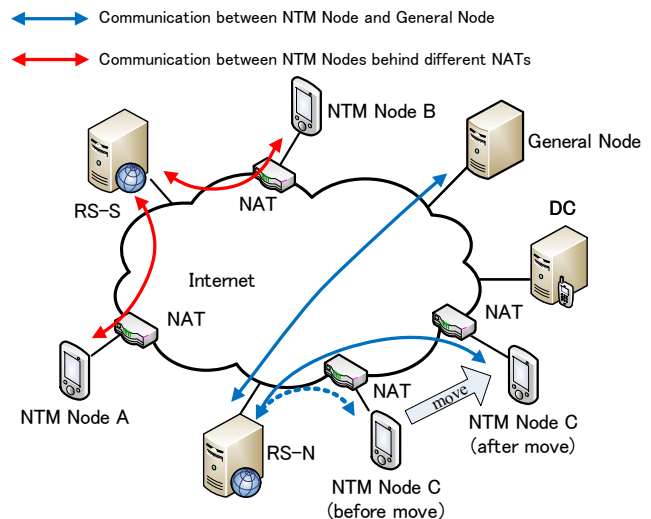 Communication between NTM Node and General Node
Communication between NTM Nodes behind different NATs
NTM Node B
General Node
RS-S
NAT
DC
Internet
NAT
NAT
NAT
move
NTM Node A
RS-N
NTM Node C
(after move)
NTM Node C
(before move)